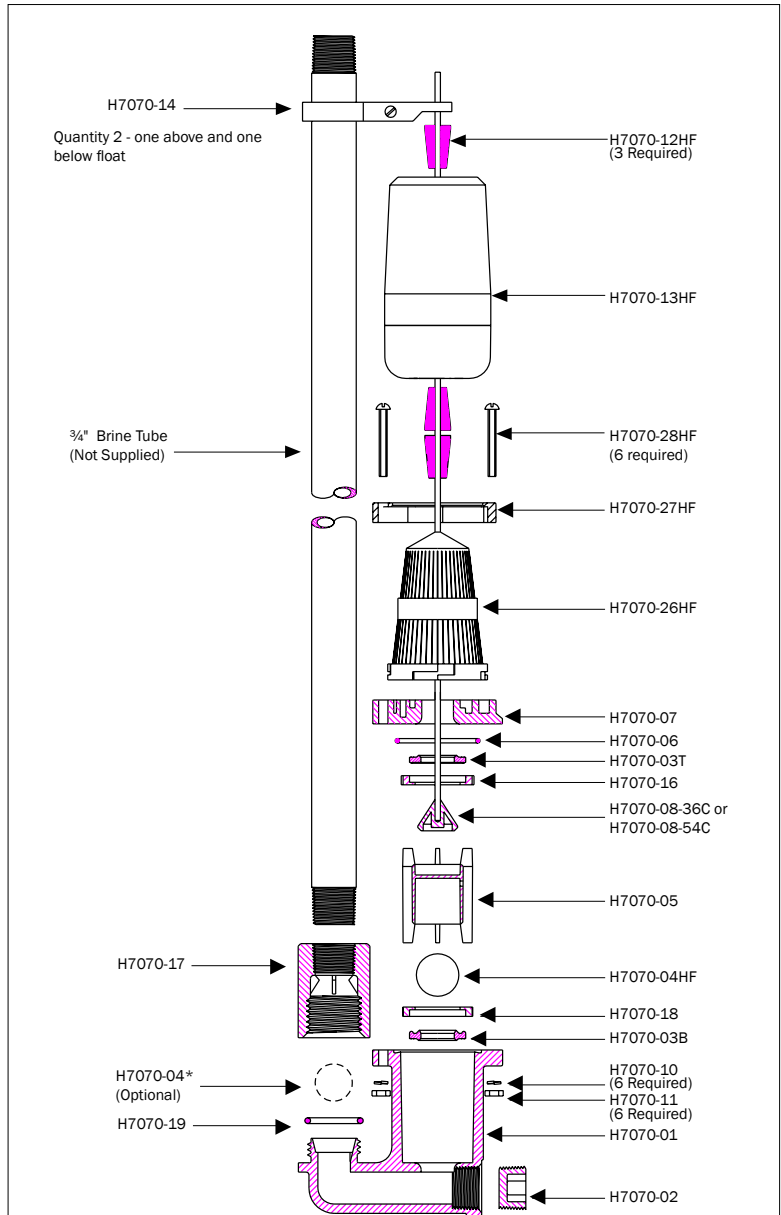 H7070-14
Quantity 2 - one above and one
below float
H7070-12HF
(3 Required)
H7070-13HF
¾" Brine Tube
(Not Supplied)
H7070-28HF
(6 required)
H7070-27HF
H7070-26HF
H7070-07
H7070-06
H7070-03T
H7070-16
H7070-08-36C or
H7070-08-54C
H7070-05
H7070-17
H7070-04HF
H7070-18
H7070-03B
H7070-04*
(Optional)
H7070-10
(6 Required)
H7070-11
(6 Required)
H7070-19
H7070-01
H7070-02